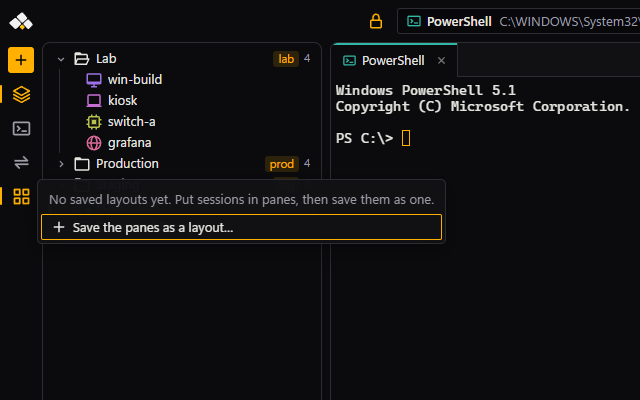 PowerShell C:\WINDOWS\System32\
Lab lab 4
win-build
kiosk
switch-a
grafana
Production prod 4
PowerShell
Windows PowerShell 5.1
Copyright (C) Microsoft Corporation.
PS C:\>
No saved layouts yet. Put sessions in panes, then save them as one.
Save the panes as a layout...